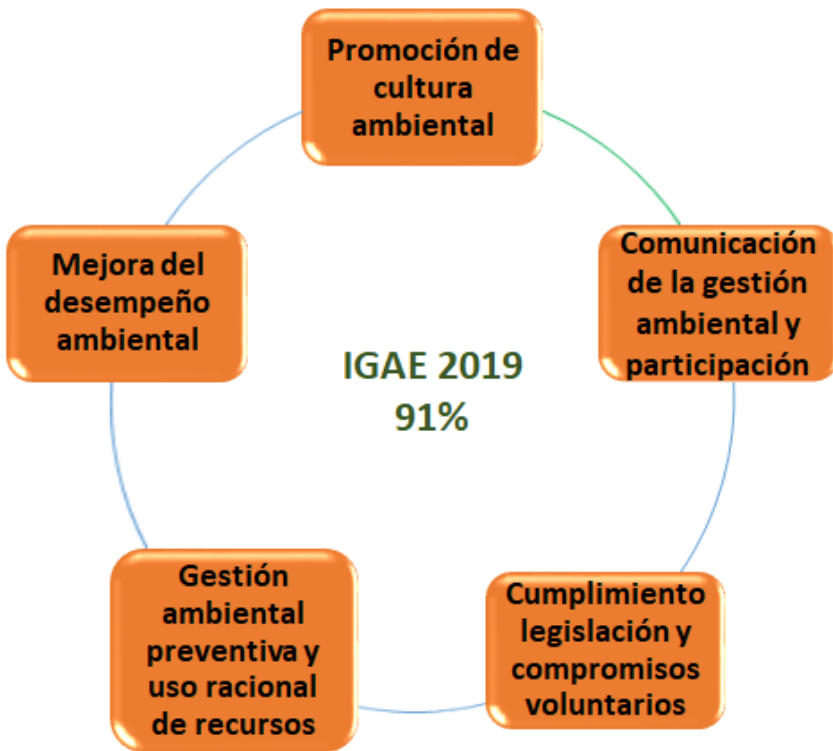 Promoción de
cultura
ambiental
Comunicación
de la gestión
ambiental y
participación
Mejora del
desempeño
ambiental
IGAE 2019
91%
Gestión
ambiental
preventiva y
uso racional
de recursos
Cumplimiento
legislación y
compromisos
voluntarios